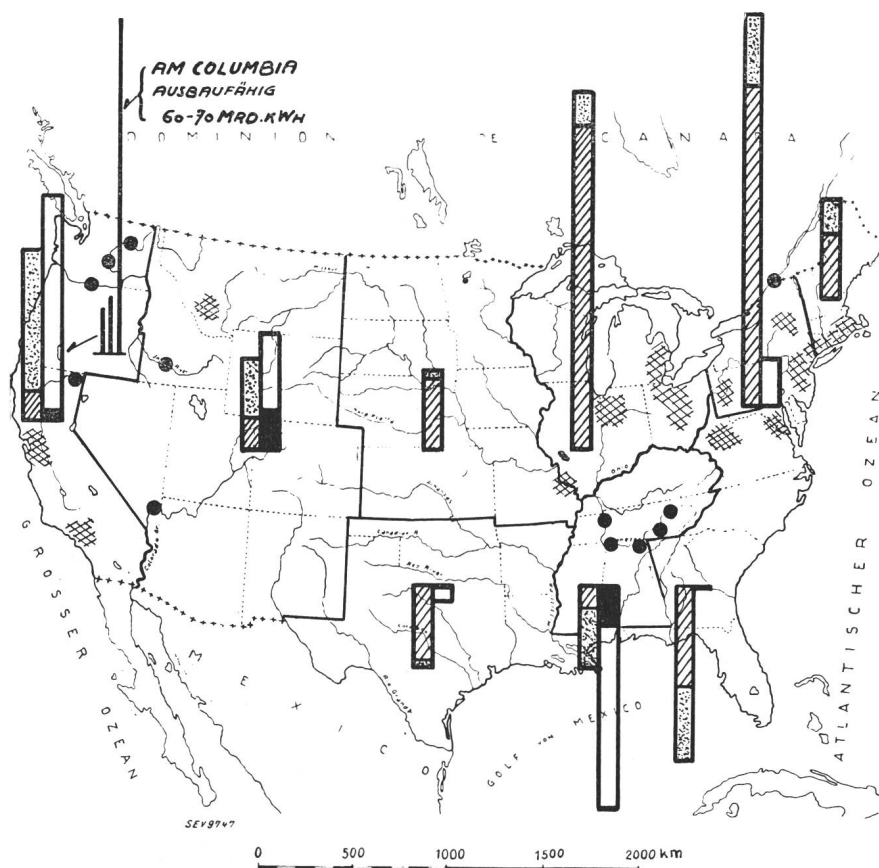 AM COLUMBIA
AUSBAUFÄHIG
60-70 MRD. KWH
DOMINION OF CANADA
GROSSER
OZEAN
MEXICO
GOLF VON MEXICO
ATLANTISCHER OZEAN
SEV9747
0 500 1000 1500 2000 km